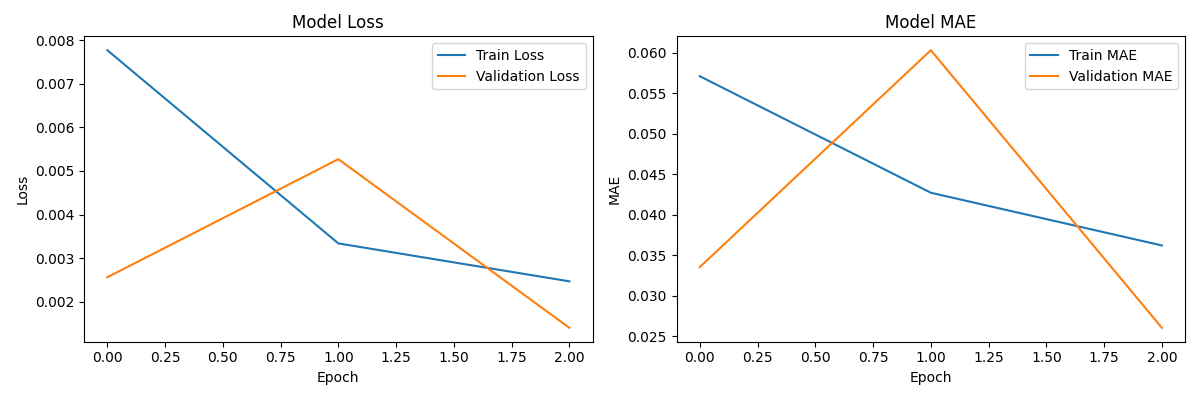 Model Loss
0.008
0.007
0.006
0.005
0.004
0.003
0.002
Loss
Train Loss
Validation Loss
0.00 0.25 0.50 0.75 1.00 1.25 1.50 1.75 2.00
Epoch
Model MAE
0.060
0.055
0.050
0.045
0.040
0.035
0.030
0.025
MAE
Train MAE
Validation MAE
0.00 0.25 0.50 0.75 1.00 1.25 1.50 1.75 2.00
Epoch